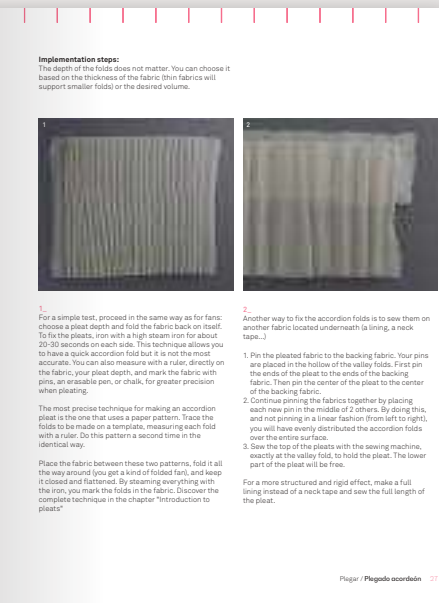 Implementation steps:
The depth of the folds does not matter. You can choose it
based on the thickness of the fabric (thin fabrics will
support smaller folds) or the desired volume.
1
2
1_
For a simple test, proceed in the same way as for fans:
choose a pleat depth and fold the fabric back on itself.
To fix the pleats, iron with a high steam iron for about
20-30 seconds on each side. This technique allows you
to have a quick accordion fold but it is not the most
accurate. You can also measure with a ruler, directly on
the fabric, your pleat depth, and mark the fabric with
pins, an erasable pen, or chalk, for greater precision
when pleating.
The most precise technique for making an accordion
pleat is the one that uses a paper pattern. Trace the
folds to be made on a template, measuring each fold
with a ruler. Do this pattern a second time in the
identical way.
Place the fabric between these two patterns, fold it all
the way around (you get a kind of folded fan), and keep
it closed and flattened. By steaming everything with
the iron, you mark the folds in the fabric. Discover the
complete technique in the chapter "Introduction to
pleats"
2_
Another way to fix the accordion folds is to sew them on
another fabric located underneath (a lining, a neck
tape...)
1. Pin the pleated fabric to the backing fabric. Your pins
are placed in the hollow of the valley folds. First pin
the ends of the pleat to the ends of the backing
fabric. Then pin the center of the pleat to the center
of the backing fabric.
2. Continue pinning the fabrics together by placing
each new pin in the middle of 2 others. By doing this,
and not pinning in a linear fashion (from left to right),
you will have evenly distributed the accordion folds
over the entire surface.
3. Sew the top of the pleats with the sewing machine,
exactly at the valley fold, to hold the pleat. The lower
part of the pleat will be free.
For a more structured and rigid effect, make a full
lining instead of a neck tape and sew the full length of
the pleat.
Plegar / Plegado acordeón 37